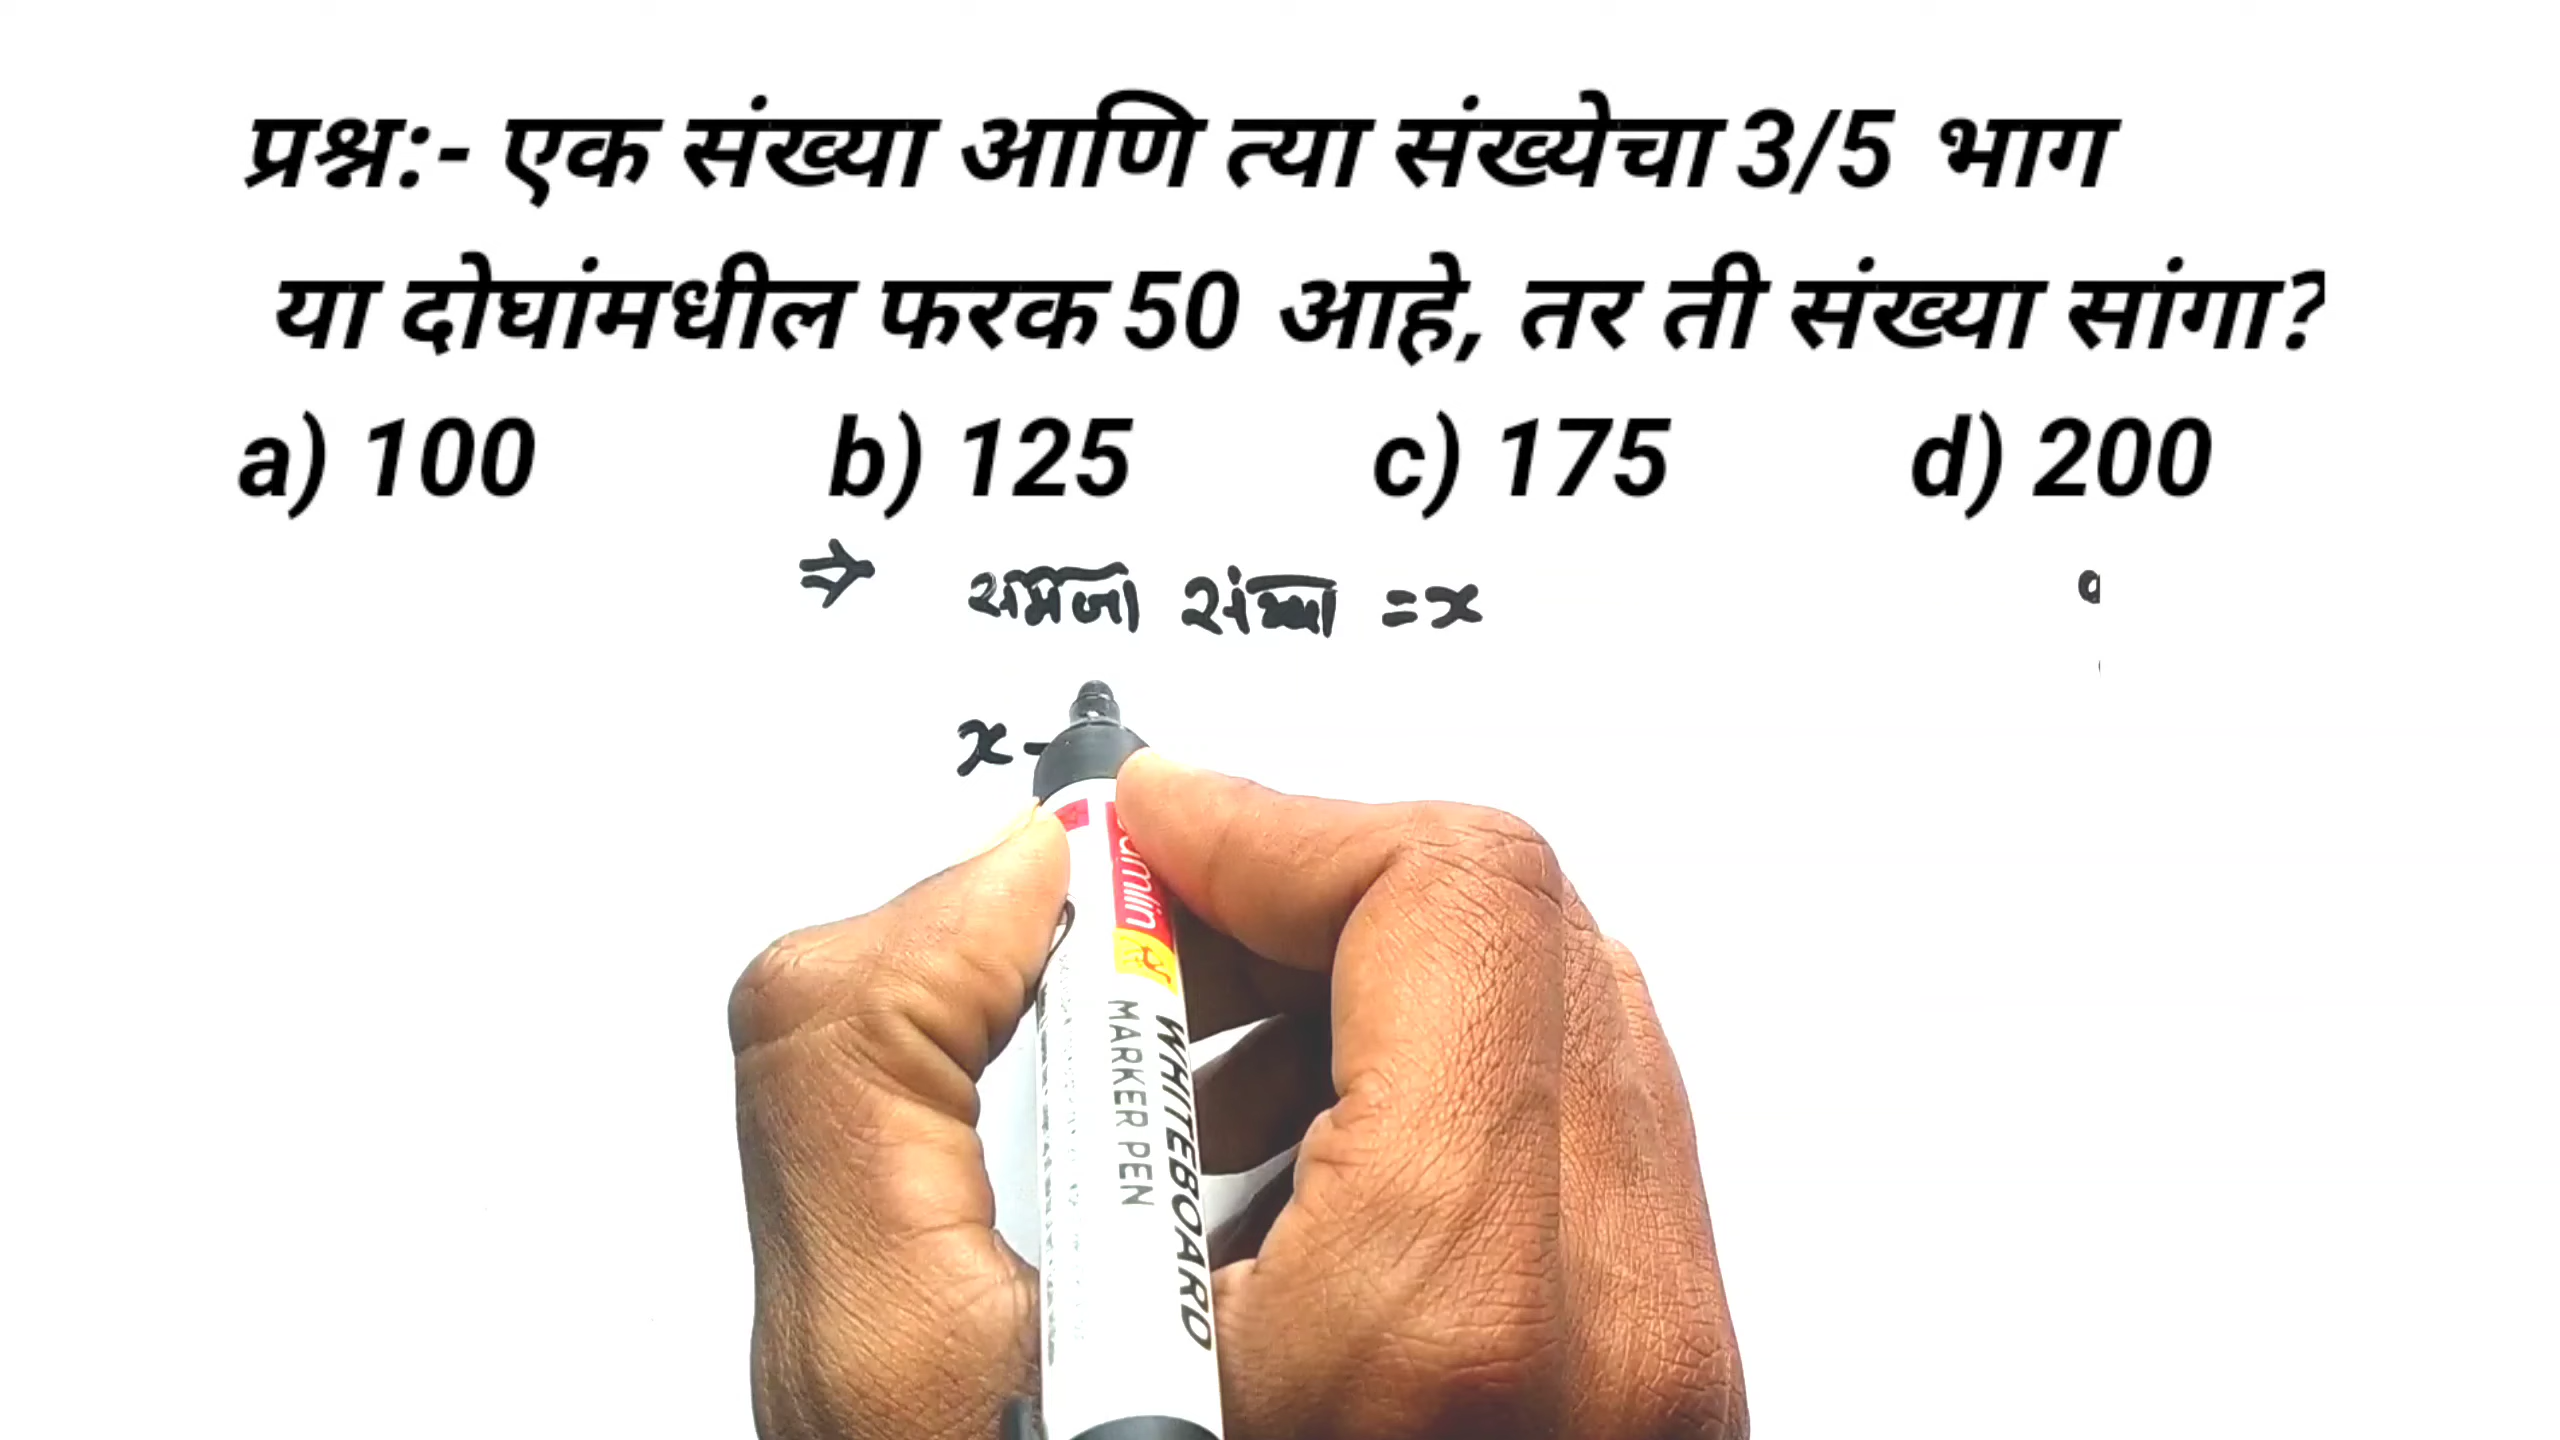 प्रश्न:- एक संख्या आणि त्या संख्येचा 3/5 भाग
या दोघांमधील फरक 50 आहे, तर ती संख्या सांगा?
a) 100 b) 125 c) 175 d) 200
⇒ समजा संख्या = x
x -
WHITEBOARD
MARKER PEN